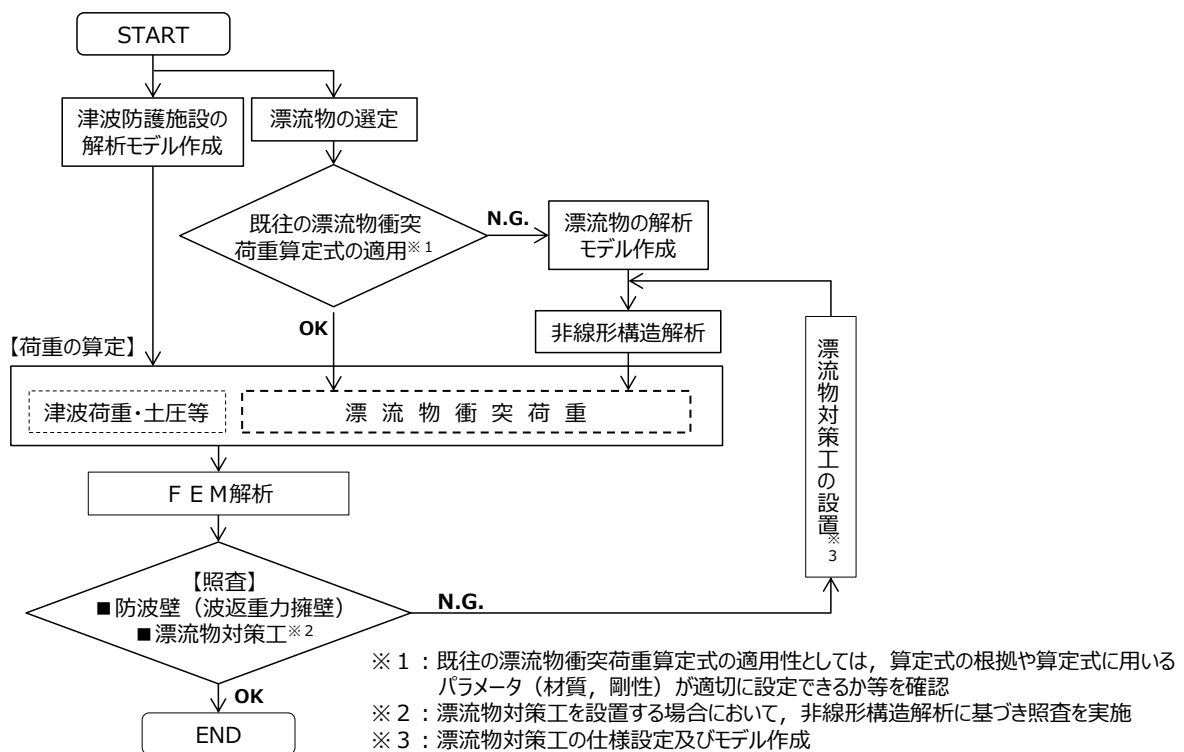 START
津波防護施設の
解析モデル作成
漂流物の選定
既往の漂流物衝突
荷重算定式の適用※1
N.G.
漂流物の解析
モデル作成
OK
非線形構造解析
【荷重の算定】
津波荷重・土圧等
漂流物衝突荷重
漂流物対策工の設置※3
FEM解析
【照査】
■防波壁（波返重力擁壁）
■漂流物対策工※2
N.G.
OK
END
※1：既往の漂流物衝突荷重算定式の適用性としては，算定式の根拠や算定式に用いる
パラメータ（材質，剛性）が適切に設定できるか等を確認
※2：漂流物対策工を設置する場合において，非線形構造解析に基づき照査を実施
※3：漂流物対策工の仕様設定及びモデル作成